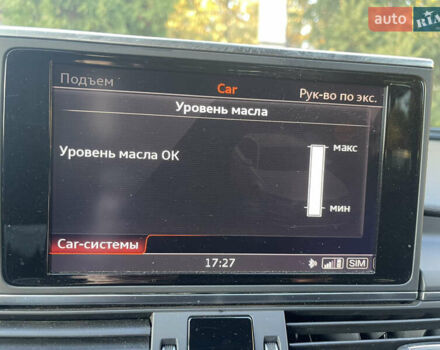 auto RIA
Подъем Car Рук-во по экс.
Уровень масла
Уровень масла OK
макс
мин
Car-системы
17:27 SIM